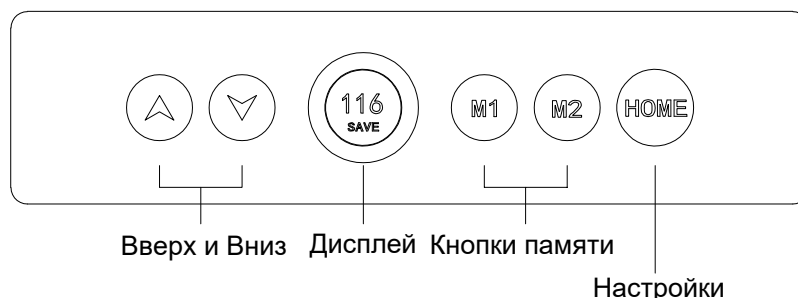 116
SAVE
M1
M2
HOME
Вверх и Вниз
Дисплей
Кнопки памяти
Настройки